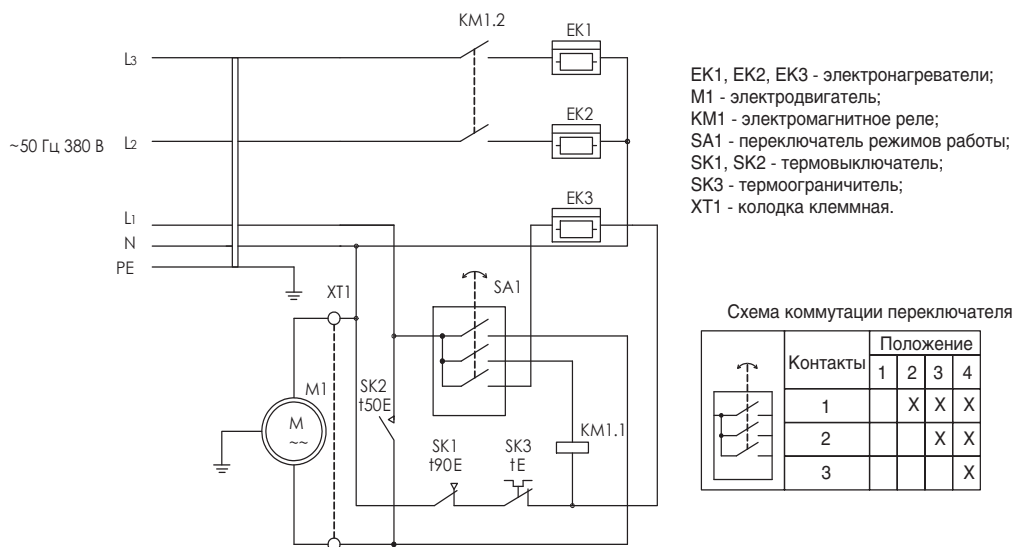 KM1.2
EK1
L3
EK2
~50 Гц 380 В
L2
EK3
L1
N
PE
EK1, EK2, EK3 - электронагреватели;
M1 - электродвигатель;
KM1 - электромагнитное реле;
SA1 - переключатель режимов работы;
SK1, SK2 - термовыключатель;
SK3 - термоограничитель;
XT1 - колодка клеммная.
XT1
SA1
M1
M
~~
SK2
t50E
SK1
t90E
SK3
tE
KM1.1
Схема коммутации переключателя
Контакты
Положение
1 2 3 4
1 X X X
2 X X
3 X